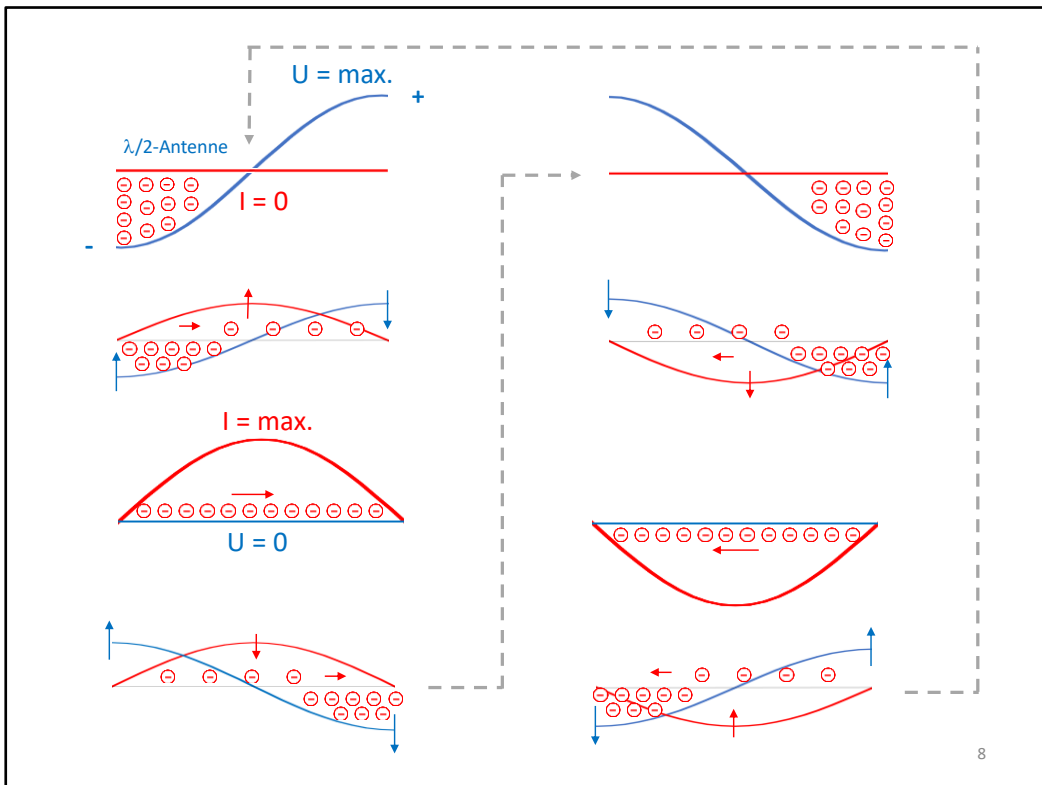 U = max.
+
λ/2-Antenne
I = 0
-
I = max.
U = 0
8